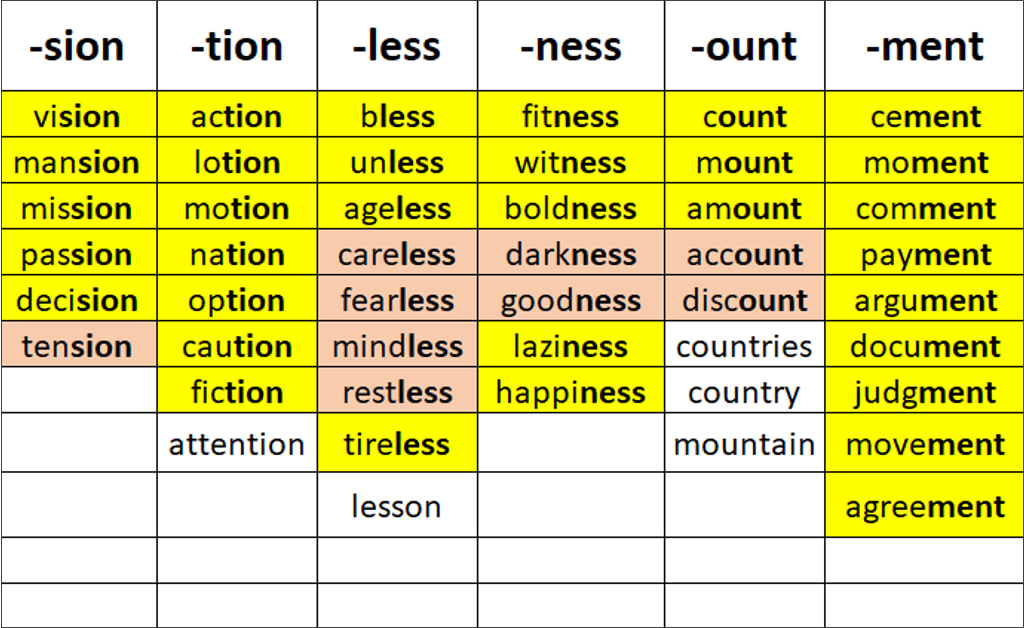 -sion -tion -less -ness -ount -ment
vision action bless fitness count cement
mansion lotion unless witness mount moment
mission motion ageless boldness amount comment
passion nation careless darkness account payment
decision option fearless goodness discount argument
tension caution mindless laziness countries document
fiction restless happiness country judgment
attention tireless mountain movement
lesson agreement